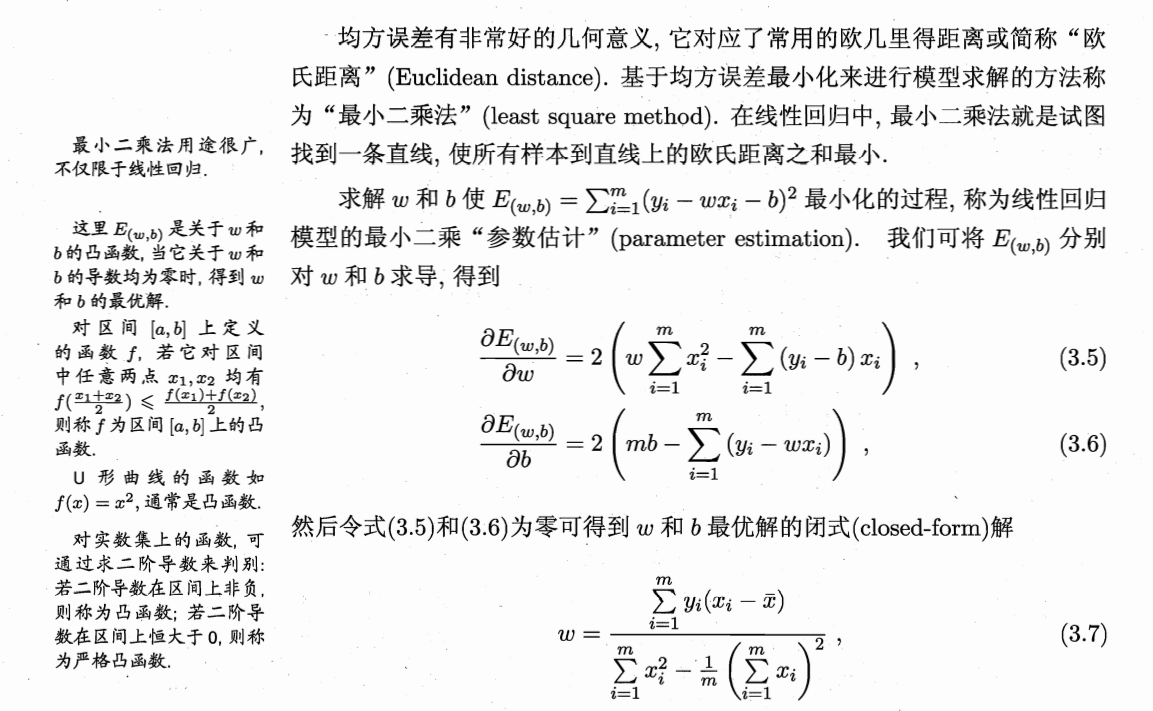 均方误差有非常好的几何意义, 它对应了常用的欧几里得距离或简称“欧
氏距离”(Euclidean distance). 基于均方误差最小化来进行模型求解的方法称
为“最小二乘法”(least square method). 在线性回归中, 最小二乘法就是试图
找到一条直线, 使所有样本到直线上的欧氏距离之和最小.
最小二乘法用途很广,
不仅限于线性回归.
求解 w 和 b 使 E_{(w,b)} = \sum_{i=1}^{m}(y_i - wx_i - b)^2 最小化的过程, 称为线性回归
模型的最小二乘“参数估计”(parameter estimation). 我们可将 E_{(w,b)} 分别
对 w 和 b 求导, 得到
这里 E_{(w,b)} 是关于 w 和
b 的凸函数, 当它关于 w 和
b 的导数均为零时, 得到 w
和 b 的最优解.
对区间 [a,b] 上定义
的函数 f, 若它对区间
中任意两点 x_1, x_2 均有
f(\frac{x_1+x_2}{2}) ⩽ \frac{f(x_1)+f(x_2)}{2},
则称 f 为区间 [a,b] 上的凸
函数.
U 形曲线的函数如
f(x) = x^2, 通常是凸函数.
对实数集上的函数, 可
通过求二阶导数来判别:
若二阶导数在区间上非负,
则称为凸函数; 若二阶导
数在区间上恒大于 0, 则称
为严格凸函数.
\frac{∂E_{(w,b)}}{∂w} = 2 \left( w \sum_{i=1}^{m} x_i^2 - \sum_{i=1}^{m} (y_i - b) x_i \right) , (3.5)
\frac{∂E_{(w,b)}}{∂b} = 2 \left( mb - \sum_{i=1}^{m} (y_i - wx_i) \right) , (3.6)
然后令式(3.5)和(3.6)为零可得到 w 和 b 最优解的闭式(closed-form)解
w = \frac{\sum_{i=1}^{m} y_i(x_i - \bar{x})}{\sum_{i=1}^{m} x_i^2 - \frac{1}{m} \left( \sum_{i=1}^{m} x_i \right)^2} , (3.7)